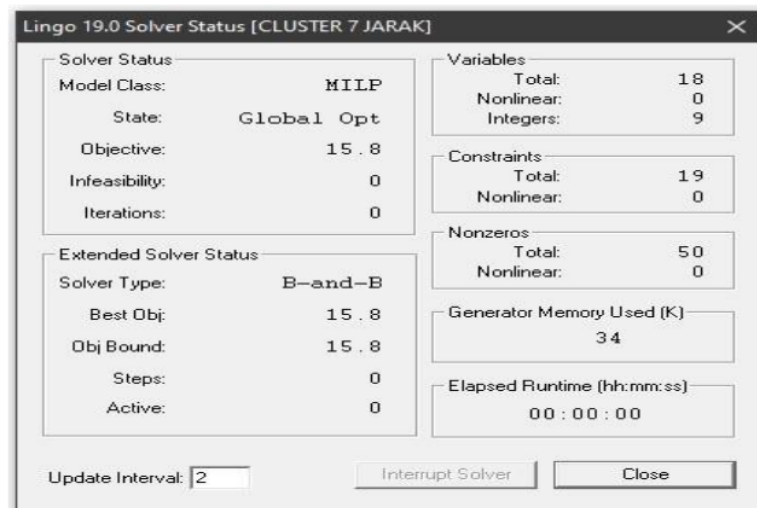 Lingo 19.0 Solver Status [CLUSTER 7 JARAK]
Solver Status
Model Class: MILP
State: Global Opt
Objective: 15.8
Infeasibility: 0
Iterations: 0
Extended Solver Status
Solver Type: B-and-B
Best Obj: 15.8
Obj Bound: 15.8
Steps: 0
Active: 0
Update Interval: 2
Variables
Total: 18
Nonlinear: 0
Integers: 9
Constraints
Total: 19
Nonlinear: 0
Nonzeros
Total: 50
Nonlinear: 0
Generator Memory Used (K)
34
Elapsed Runtime (hh:mm:ss)
00:00:00
Interrupt Solver
Close